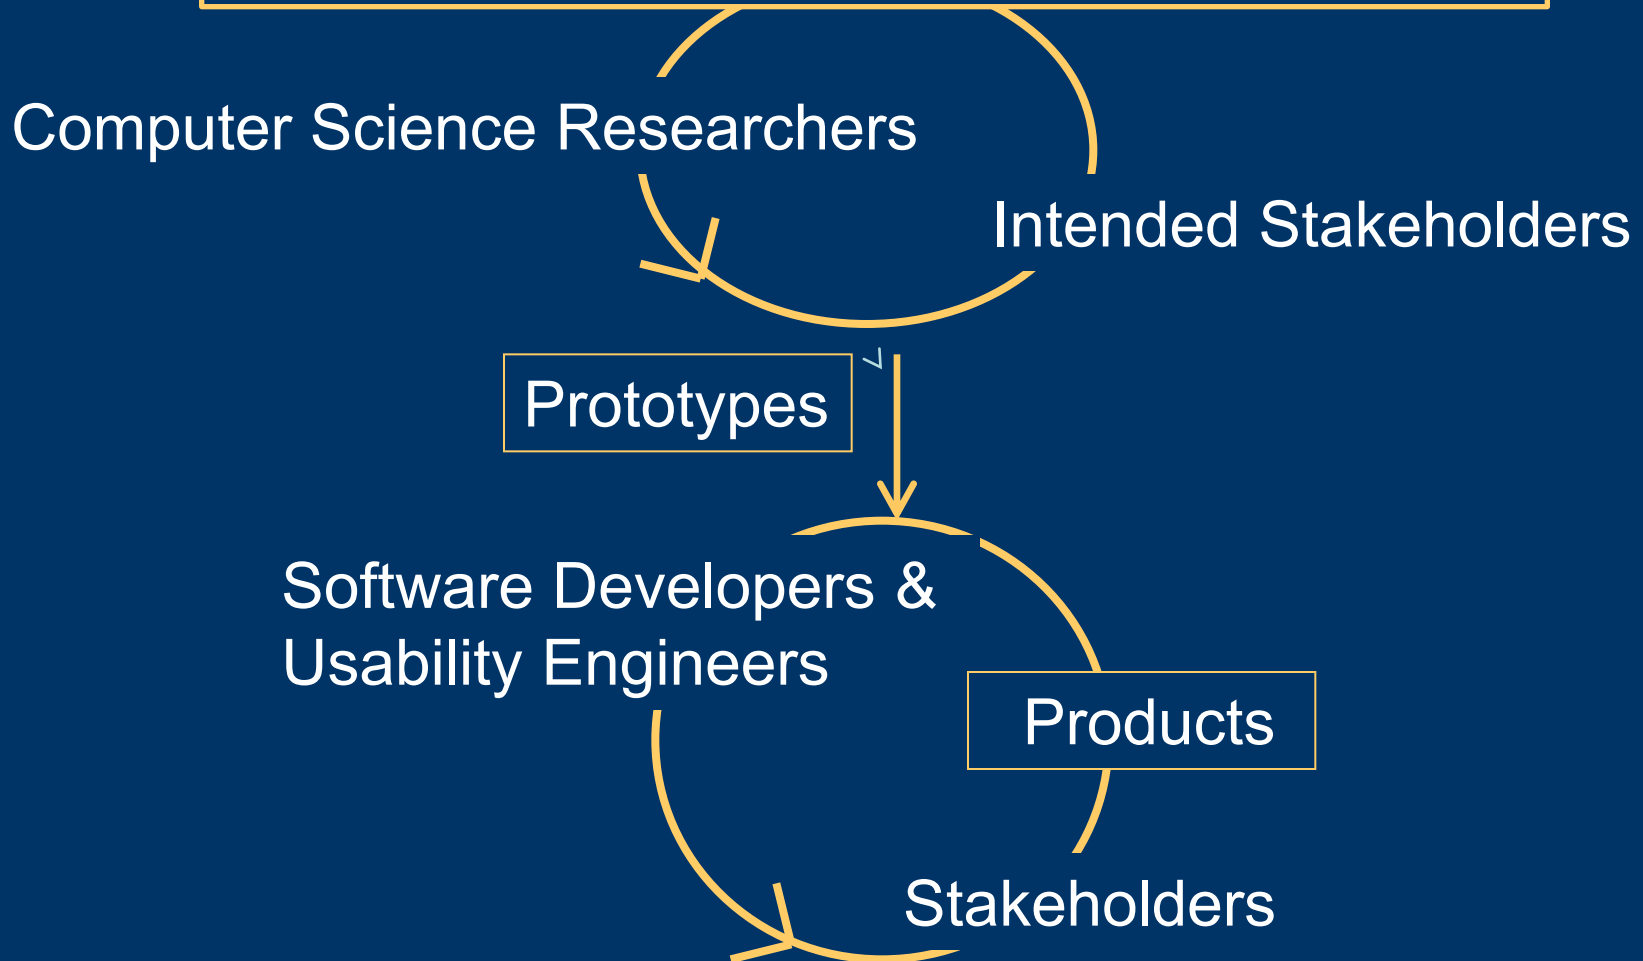 Computer Science Researchers
Intended Stakeholders
Prototypes
Software Developers &
Usability Engineers
Products
Stakeholders